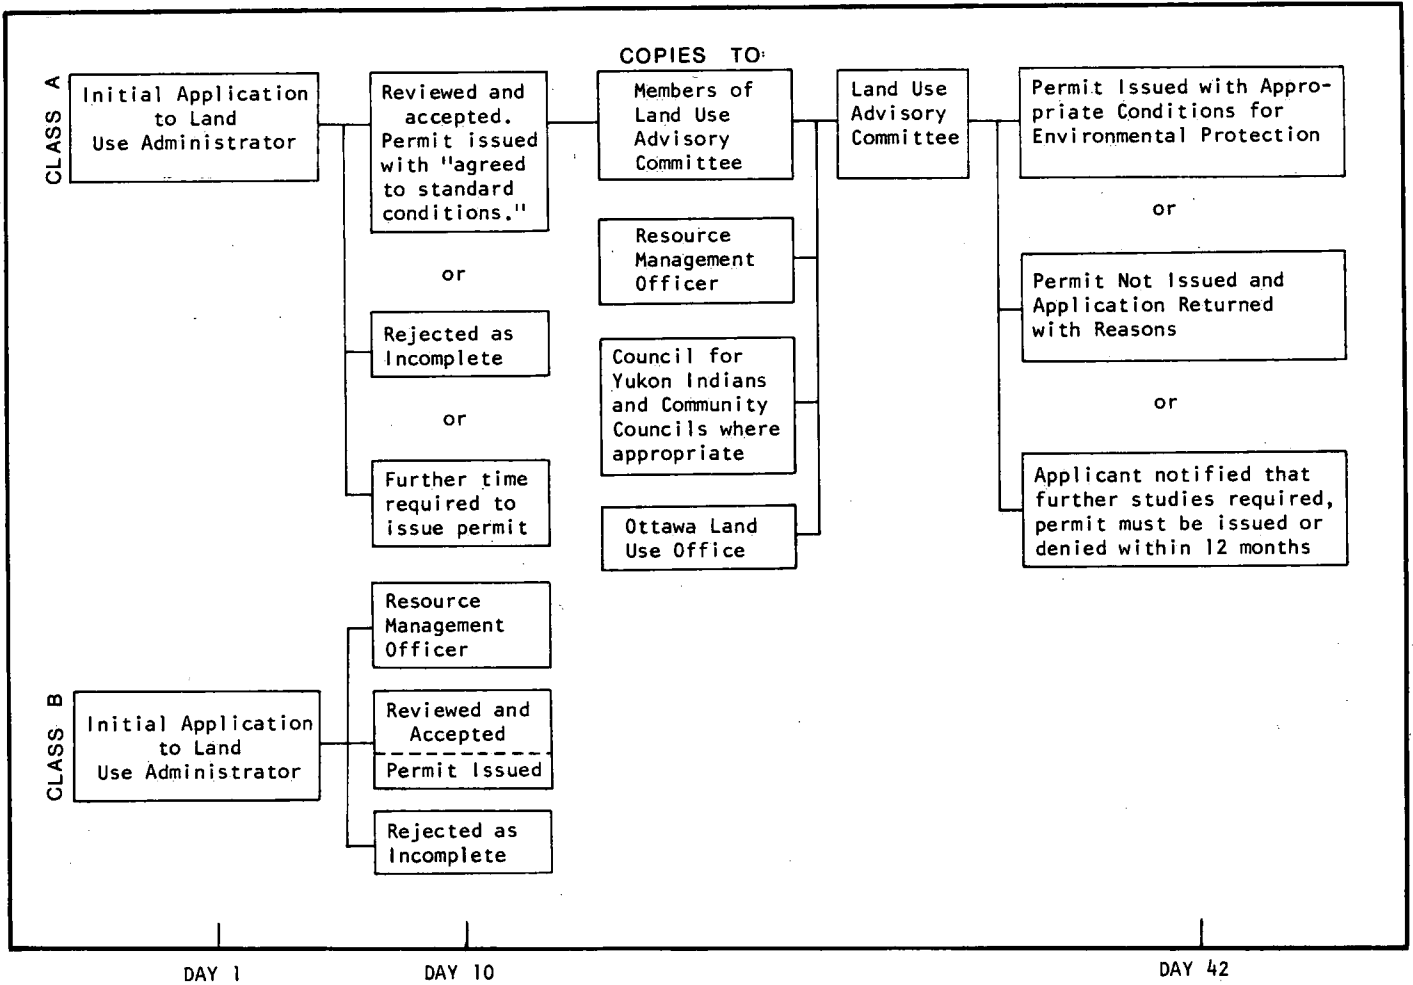 COPIES TO:
CLASS A
Initial Application
to Land
Use Administrator
Reviewed and
accepted.
Permit issued
with "agreed
to standard
conditions."
or
Rejected as
Incomplete
or
Further time
required to
issue permit
Members of
Land Use
Advisory
Committee
Resource
Management
Officer
Council for
Yukon Indians
and Community
Councils where
appropriate
Ottawa Land
Use Office
Land Use
Advisory
Committee
Permit Issued with Appro-
priate Conditions for
Environmental Protection
or
Permit Not Issued and
Application Returned
with Reasons
or
Applicant notified that
further studies required,
permit must be issued or
denied within 12 months
CLASS B
Initial Application
to Land
Use Administrator
Resource
Management
Officer
Reviewed and
Accepted
Permit Issued
Rejected as
Incomplete
DAY 1
DAY 10
DAY 42